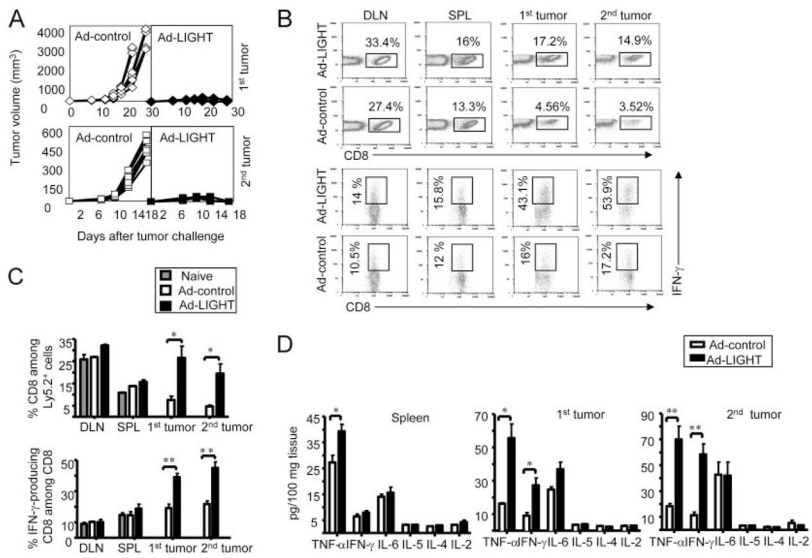 A
4000
3000
2000
1000
0
Tumor volume (mm³)
Ad-control
Ad-LIGHT
1st tumor
0 10 20 30 0 10 20 30
600
450
300
150
0
Ad-control
Ad-LIGHT
2nd tumor
2 6 10 14 18 2 6 10 14 18
Days after tumor challenge
B
DLN SPL 1st tumor 2nd tumor
Ad-LIGHT
33.4% 16% 17.2% 14.9%
Ad-control
27.4% 13.3% 4.56% 3.52%
CD8
Ad-LIGHT
14 % 15.8% 43.1% 53.9%
Ad-control
10.5% 12 % 16% 17.2%
IFN-γ
CD8
C
Naive
Ad-control
Ad-LIGHT
% CD8 among
Ly5.2⁺ cells
35
25
15
5
* *
DLN SPL 1st tumor 2nd tumor
% IFN-γ-producing
CD8 among CD8
50
30
10
0
** **
DLN SPL 1st tumor 2nd tumor
D
Ad-control
Ad-LIGHT
pg/100 mg tissue
Spleen
45
35
25
15
5
*
TNF-α IFN-γ IL-6 IL-5 IL-4 IL-2
1st tumor
70
50
30
10
0
* *
TNF-α IFN-γ IL-6 IL-5 IL-4 IL-2
2nd tumor
90
70
50
30
10
** **
TNF-α IFN-γ IL-6 IL-5 IL-4 IL-2